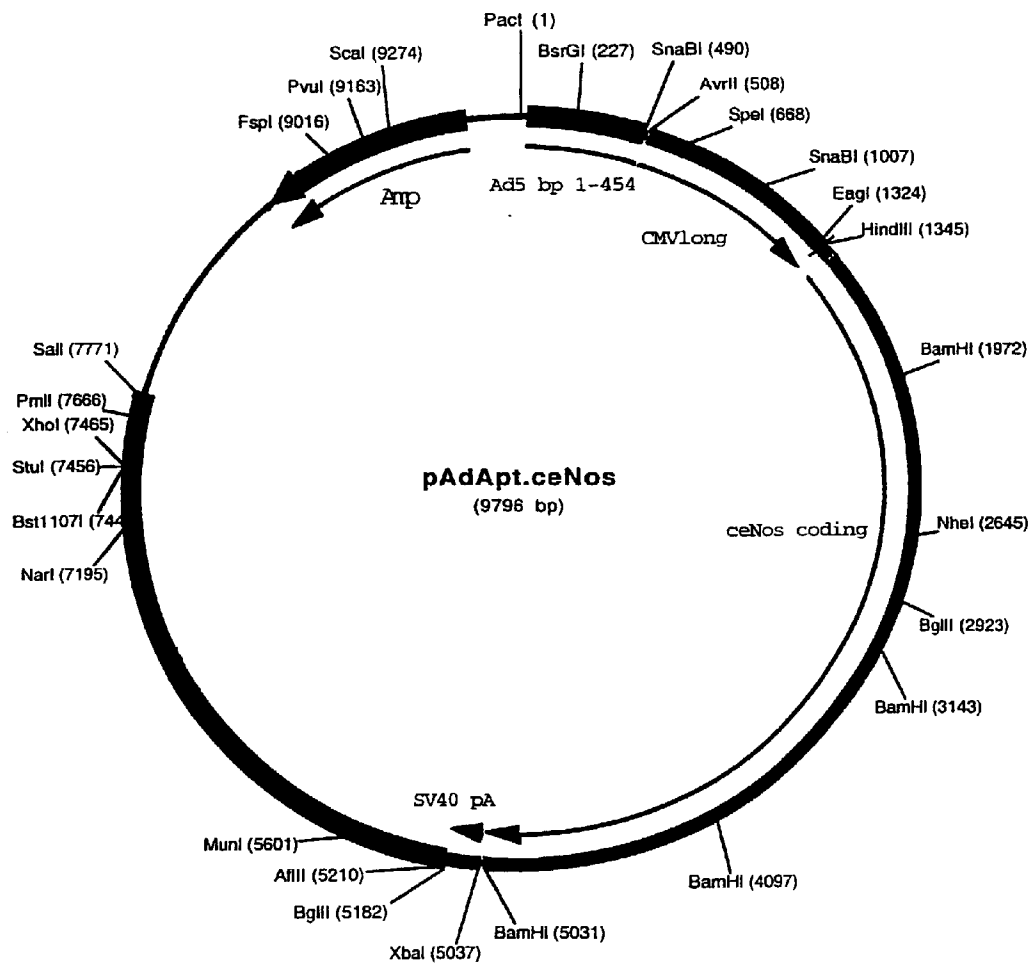 PacI (1)
BsrGI (227)
SnaBI (490)
AvrII (508)
SpeI (668)
SnaBI (1007)
EagI (1324)
HindIII (1345)
BamHI (1972)
NheI (2645)
BglII (2923)
BamHI (3143)
BamHI (4097)
BamHI (5031)
XbaI (5037)
BglII (5182)
AflII (5210)
MunI (5601)
NarI (7195)
Bst1107I (744
StuI (7456)
XhoI (7465)
PmlI (7666)
SalI (7771)
FspI (9016)
PvuI (9163)
ScaI (9274)
Amp
Ad5 bp 1-454
CMVlong
ceNos coding
SV40 pA
pAdApt.ceNos
(9796 bp)